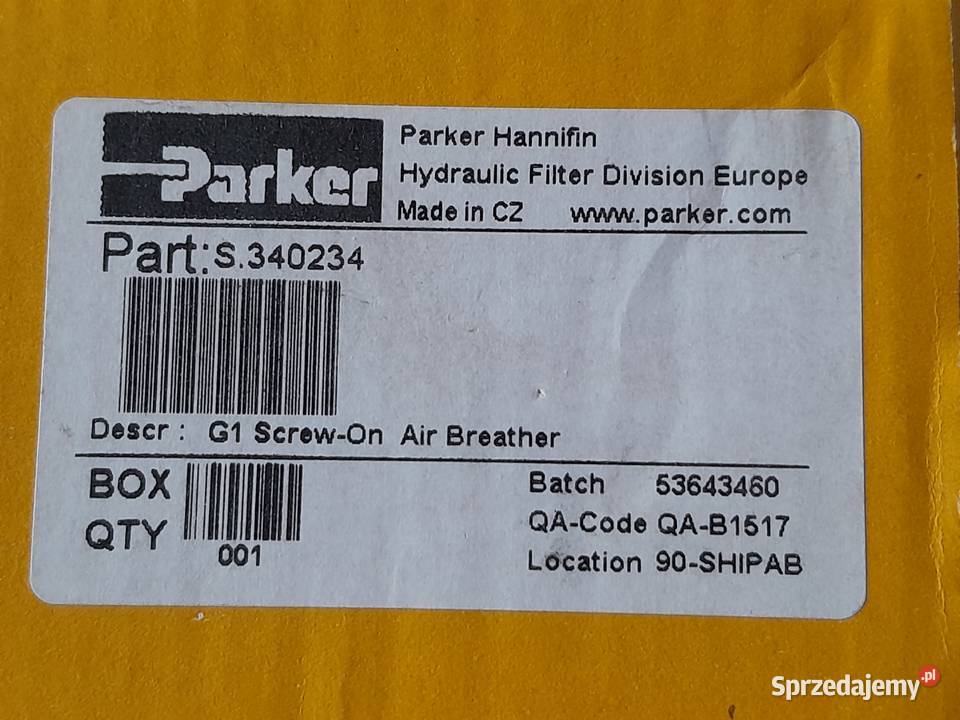 Parker
Parker Hannifin
Hydraulic Filter Division Europe
Made in CZ www.parker.com
Part: S.340234
Descr : G1 Screw-On Air Breather
BOX
QTY
001
Batch 53643460
QA-Code QA-B1517
Location 90-SHIPAB
Sprzedajemy.pl